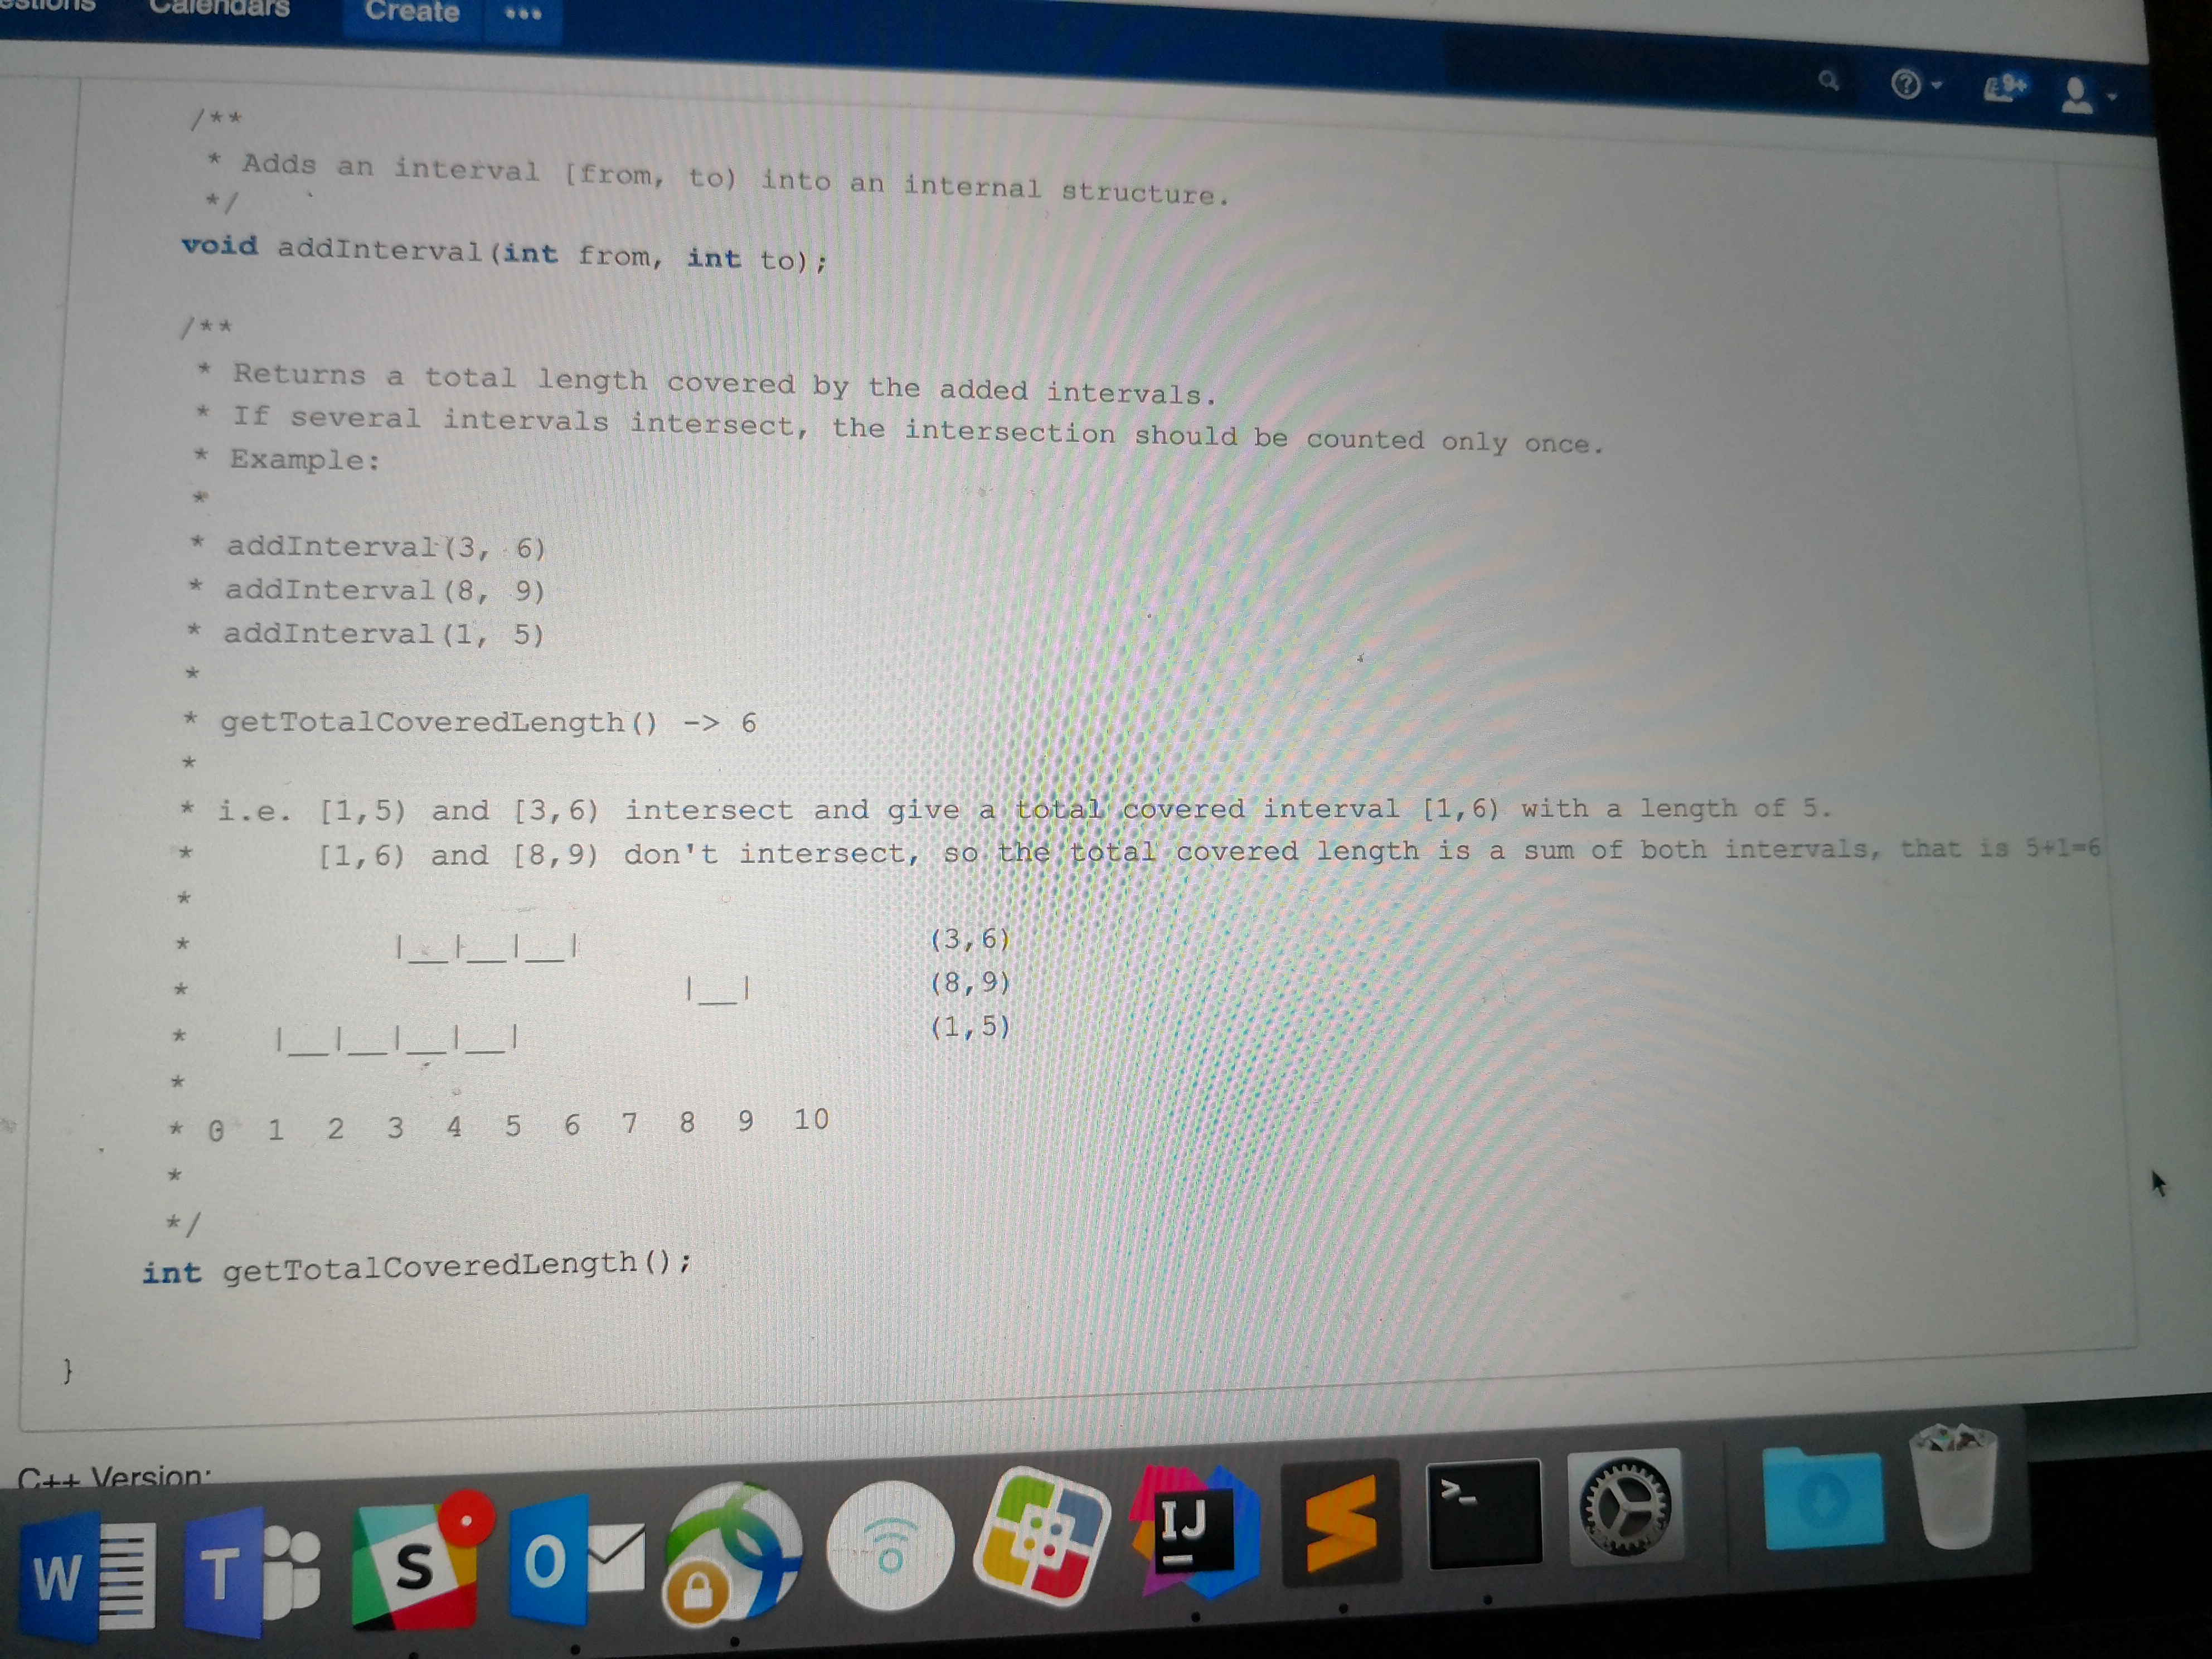 Calendars Create •••
9+
/**
* Adds an interval [from, to) into an internal structure.
*/
void addInterval(int from, int to);
/**
* Returns a total length covered by the added intervals.
* If several intervals intersect, the intersection should be counted only once.
* Example:
*
* addInterval(3, 6)
* addInterval(8, 9)
* addInterval(1, 5)
*
* getTotalCoveredLength() -> 6
*
* i.e. [1,5) and [3,6) intersect and give a total covered interval [1,6) with a length of 5.
* [1,6) and [8,9) don't intersect, so the total covered length is a sum of both intervals, that is 5+1=6
*
* |__|__|__| (3,6)
* |__| (8,9)
* |__|__|__|__| (1,5)
*
* 0 1 2 3 4 5 6 7 8 9 10
*
*/
int getTotalCoveredLength();
}
C++ Version:
W T S O IJ >_